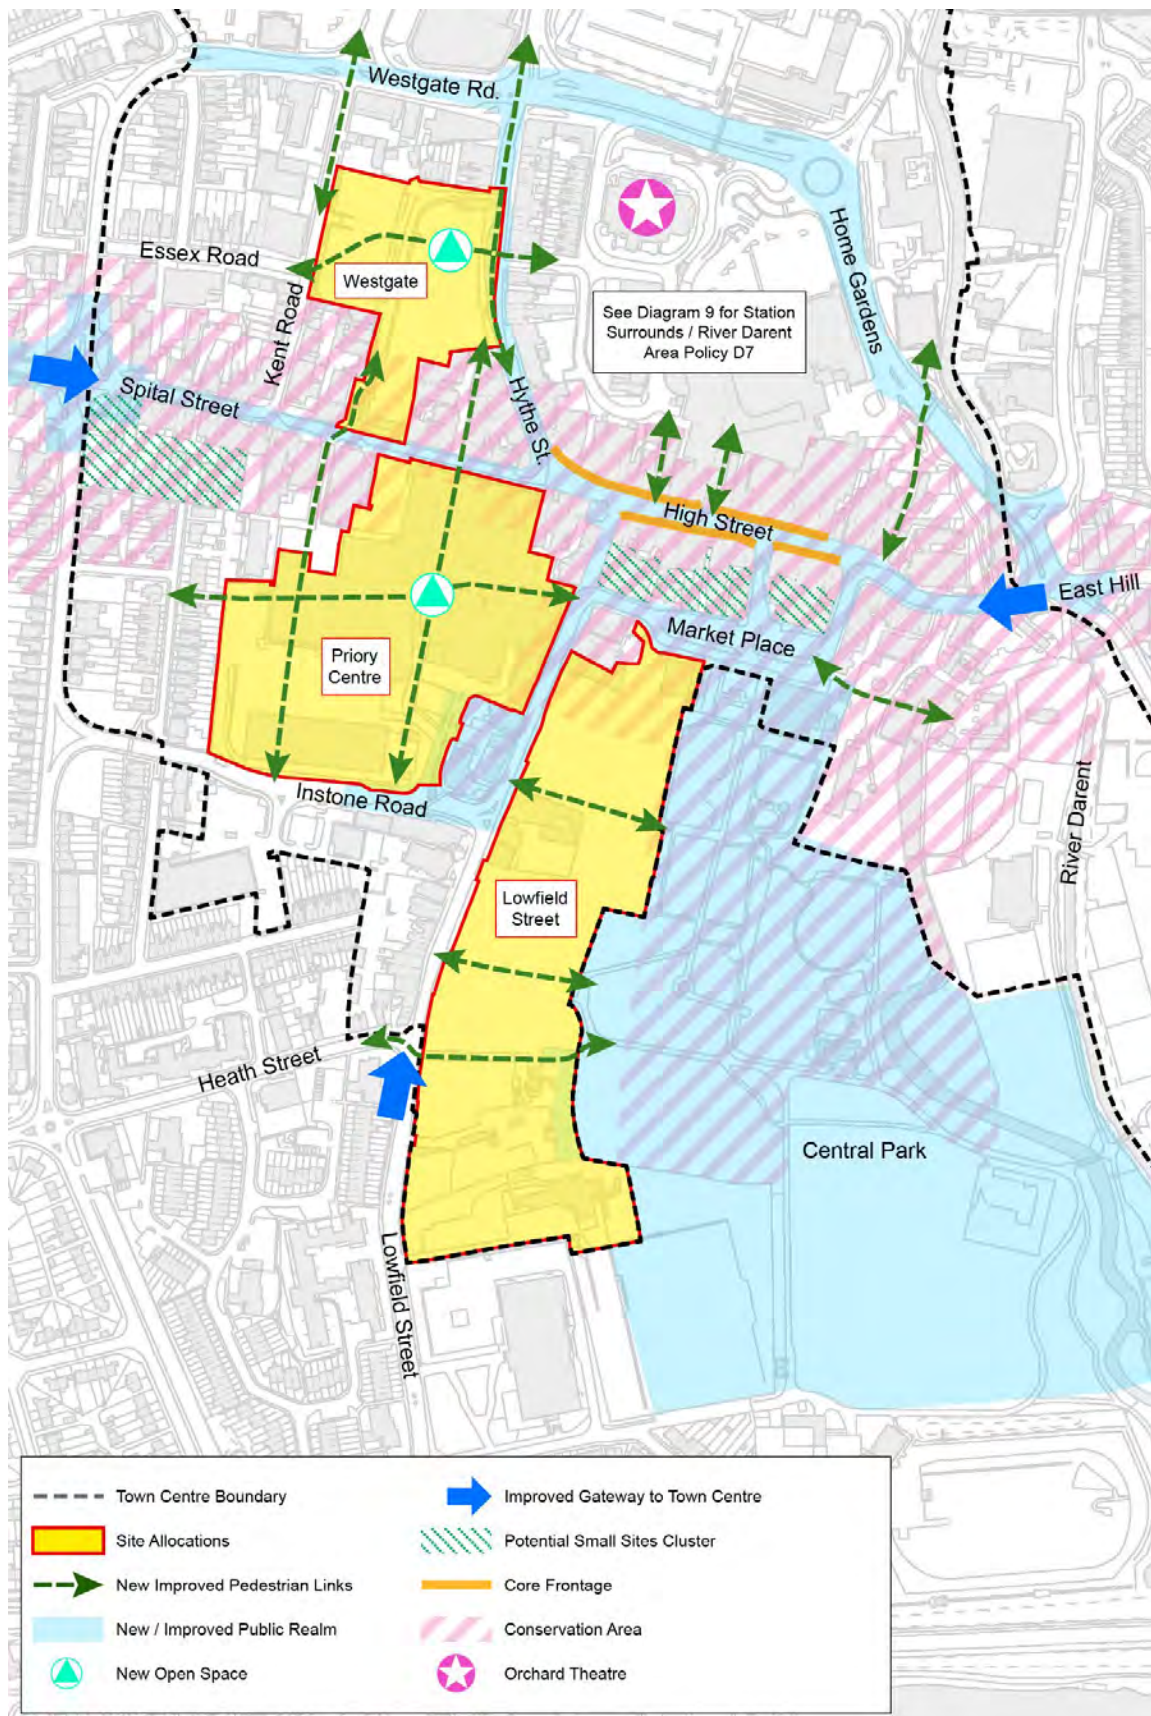 Westgate Rd.
Essex Road
Westgate
Kent Road
Home Gardens
See Diagram 9 for Station
Surrounds / River Darent
Area Policy D7
Spital Street
Hythe St.
High Street
East Hill
Market Place
Priory
Centre
Instone Road
River Darent
Lowfield
Street
Heath Street
Central Park
Lowfield Street
Town Centre Boundary
Improved Gateway to Town Centre
Site Allocations
Potential Small Sites Cluster
New Improved Pedestrian Links
Core Frontage
New / Improved Public Realm
Conservation Area
New Open Space
Orchard Theatre